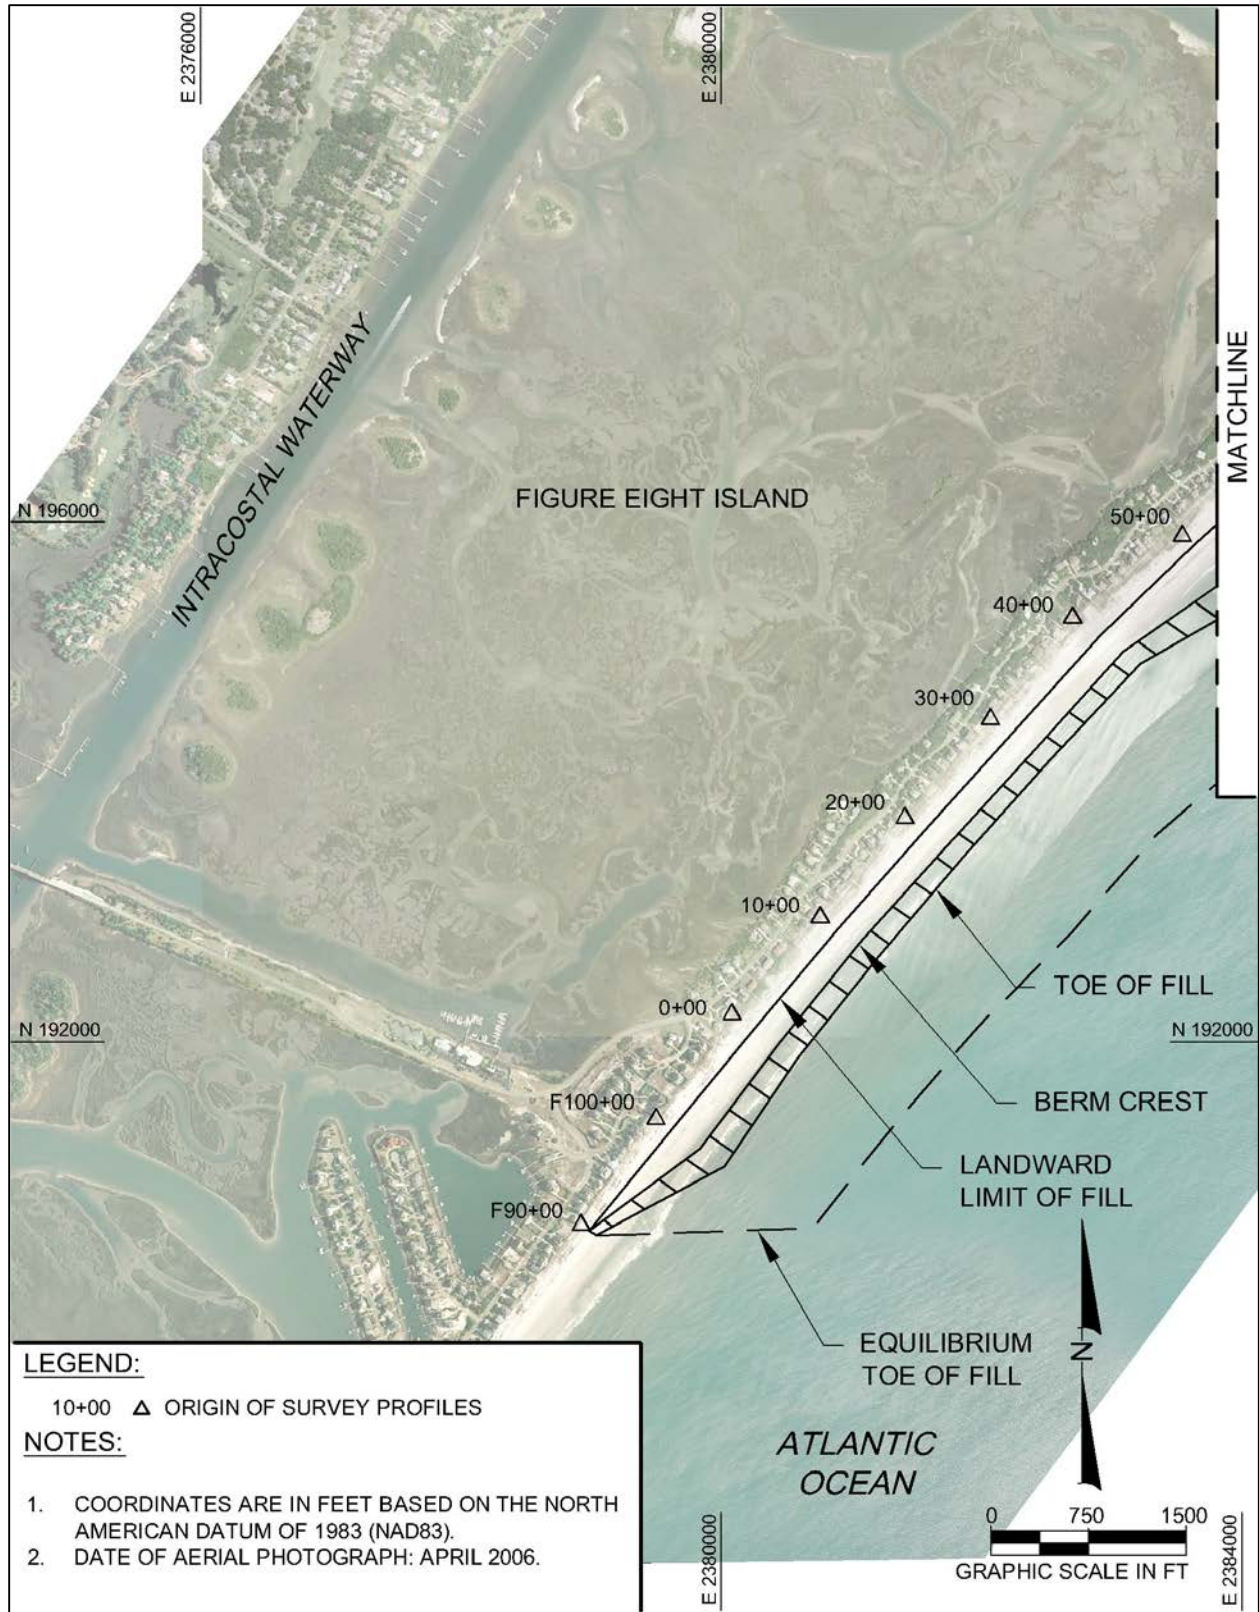 E 2376000
E 2380000
MATCHLINE
INTRACOSTAL WATERWAY
FIGURE EIGHT ISLAND
N 196000
50+00
40+00
30+00
20+00
10+00
0+00
F100+00
F90+00
N 192000
N 192000
TOE OF FILL
BERM CREST
LANDWARD
LIMIT OF FILL
EQUILIBRIUM
TOE OF FILL
N
ATLANTIC
OCEAN
LEGEND:
10+00 △ ORIGIN OF SURVEY PROFILES
NOTES:
1. COORDINATES ARE IN FEET BASED ON THE NORTH
AMERICAN DATUM OF 1983 (NAD83).
2. DATE OF AERIAL PHOTOGRAPH: APRIL 2006.
E 2380000
0 750 1500
GRAPHIC SCALE IN FT
E 2384000